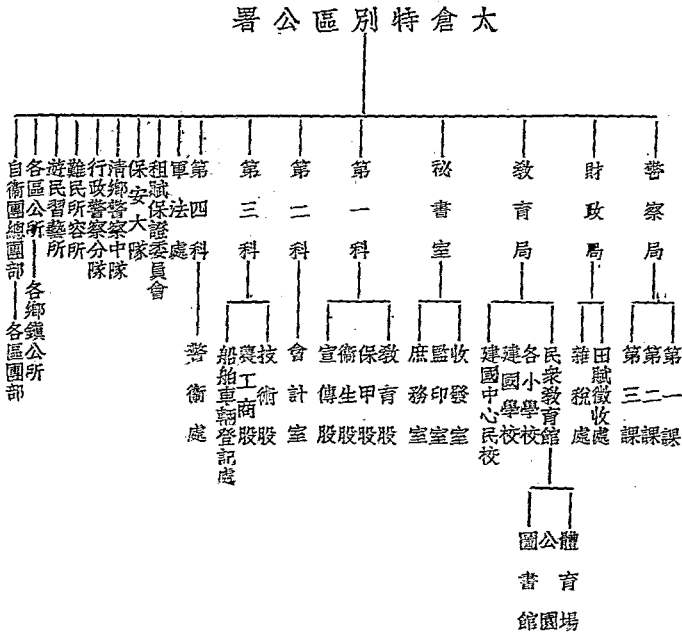 太倉特別區公署
警察局
財政局
教育局
秘書室
第一科
第二科
第三科
第四科
軍法處
租賦保證委員會
保安大隊
清鄉警察中隊
行政警察分隊
難民所容所
遊民習藝所
各區公所
各鄉鎮公所
自衛團總團部
各區團部
第一課
第二課
第三課
田賦徵收處
雜稅處
民衆教育館
各小學校
建國學校
建國中心民校
收發室
監印室
庶務室
教育股
保甲股
衛生股
宣傳股
會計室
技術股
農工商股
船舶車輛登記處
警衛處
體育場
公園
圖書館